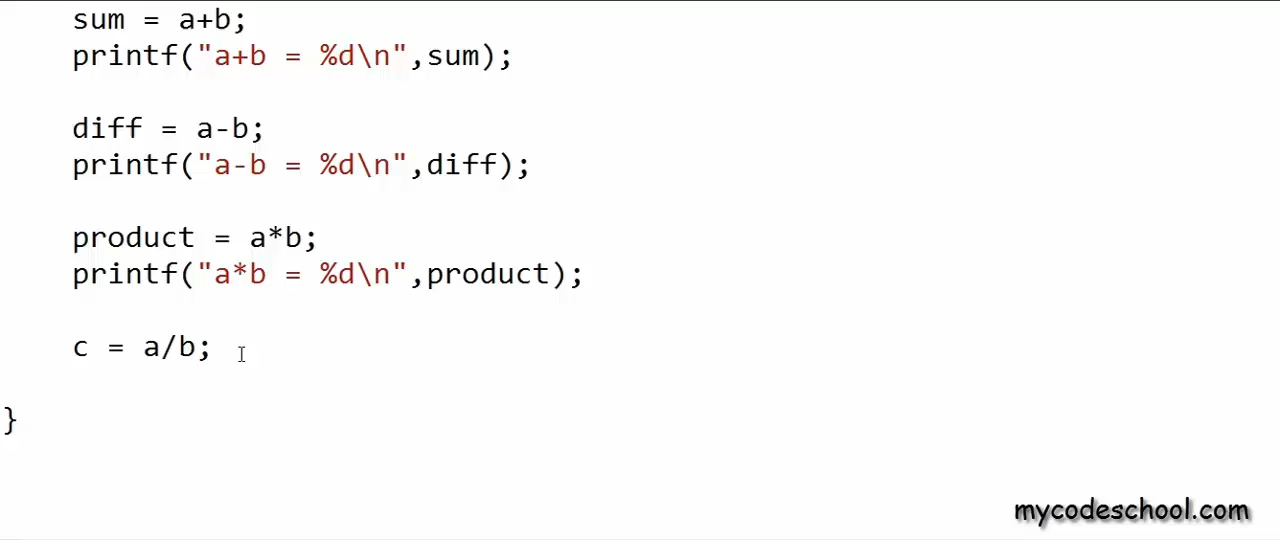 sum = a+b;
printf("a+b = %d\n",sum);
diff = a-b;
printf("a-b = %d\n",diff);
product = a*b;
printf("a*b = %d\n",product);
c = a/b;
}
mycodeschool.com